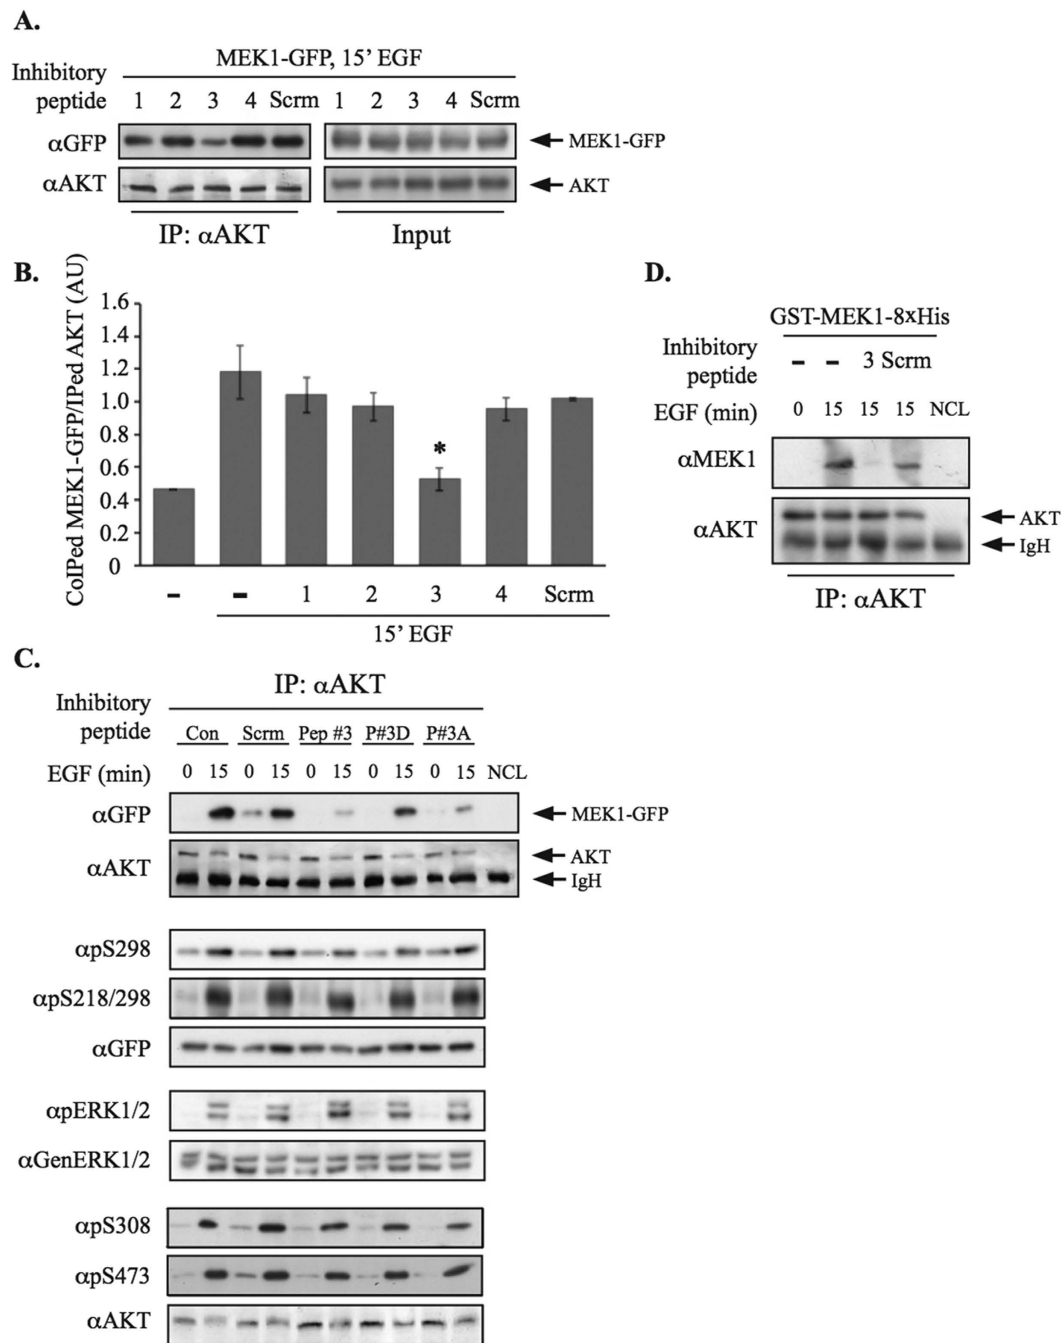 A.
MEK1-GFP, 15’ EGF
Inhibitory
peptide
1 2 3 4 Scrm 1 2 3 4 Scrm
αGFP MEK1-GFP
αAKT AKT
IP: αAKT Input
B.
CoIPed MEK1-GFP/IPed AKT (AU)
1.6
1.4
1.2
1.0
0.8
0.6
0.4
0.2
0
*
- - 1 2 3 4 Scrm
15’ EGF
D.
GST-MEK1-8xHis
Inhibitory
peptide
- - 3 Scrm
EGF (min) 0 15 15 15 NCL
αMEK1
αAKT AKT
IgH
IP: αAKT
C.
IP: αAKT
Inhibitory
peptide
Con Scrm Pep #3 P#3D P#3A
EGF (min) 0 15 0 15 0 15 0 15 0 15 NCL
αGFP MEK1-GFP
αAKT AKT
IgH
αpS298
αpS218/298
αGFP
αpERK1/2
αGenERK1/2
αpS308
αpS473
αAKT